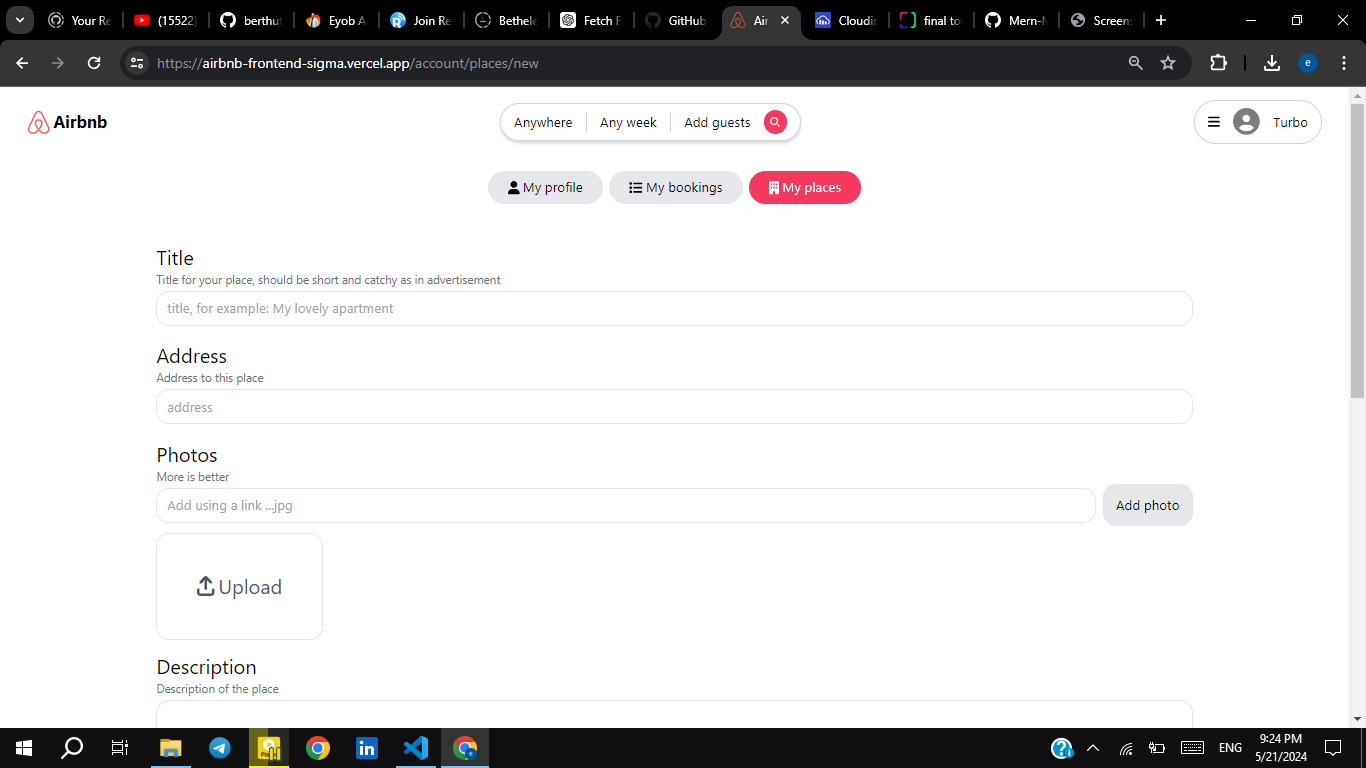 Your Re
(15522)
berthut
Eyob A
Join Re
Bethele
Fetch F
GitHub
Air
Cloudin
final to
Mern-
Screens
https://airbnb-frontend-sigma.vercel.app/account/places/new
e
Airbnb
Anywhere
Any week
Add guests
Turbo
My profile
My bookings
My places
Title
Title for your place, should be short and catchy as in advertisement
title, for example: My lovely apartment
Address
Address to this place
address
Photos
More is better
Add using a link ...jpg
Add photo
Upload
Description
Description of the place
ENG
9:24 PM
5/21/2024